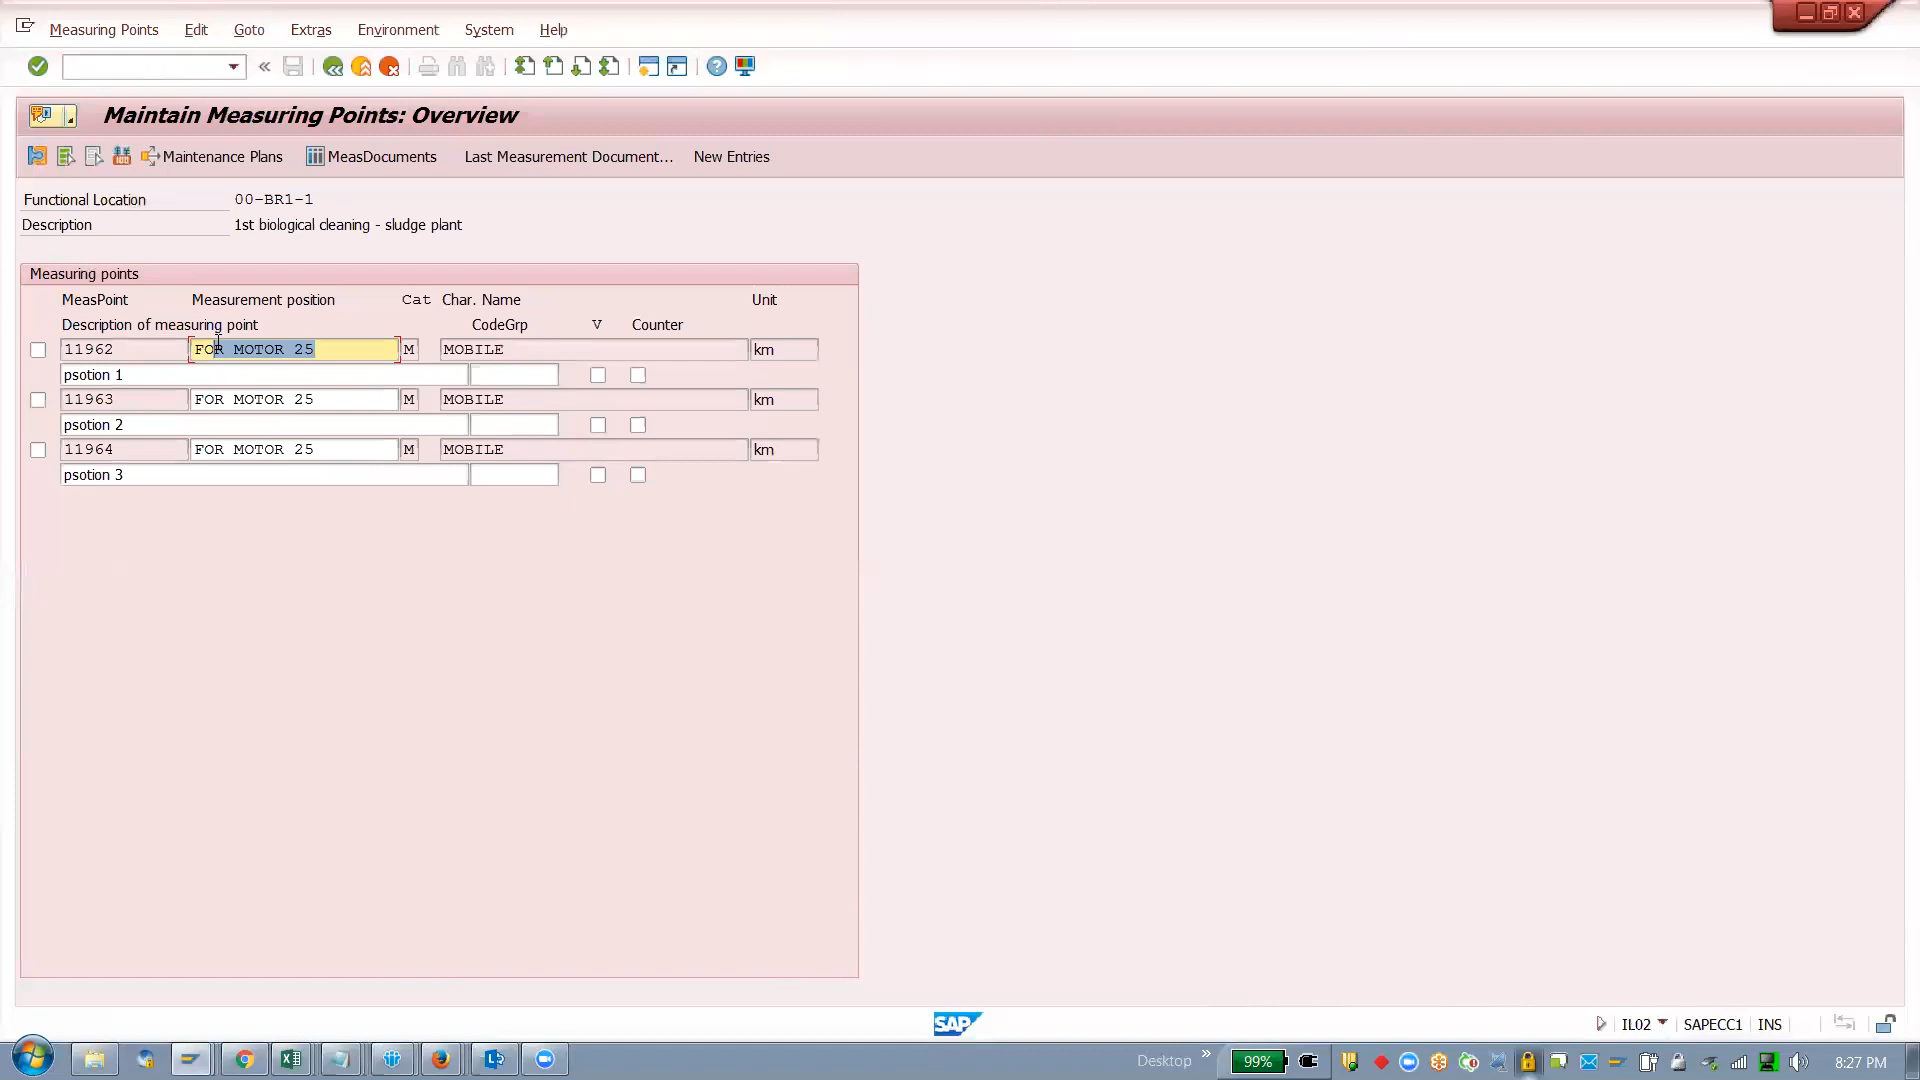 Measuring Points Edit Goto Extras Environment System Help
Maintain Measuring Points: Overview
Maintenance Plans MeasDocuments Last Measurement Document... New Entries
Functional Location 00-BR1-1
Description 1st biological cleaning - sludge plant
Measuring points
MeasPoint Measurement position Cat Char. Name Unit
Description of measuring point CodeGrp V Counter
11962 FOR MOTOR 25 M MOBILE km
psotion 1
11963 FOR MOTOR 25 M MOBILE km
psotion 2
11964 FOR MOTOR 25 M MOBILE km
psotion 3
SAP IL02 SAPECC1 INS
Desktop » 99% 8:27 PM